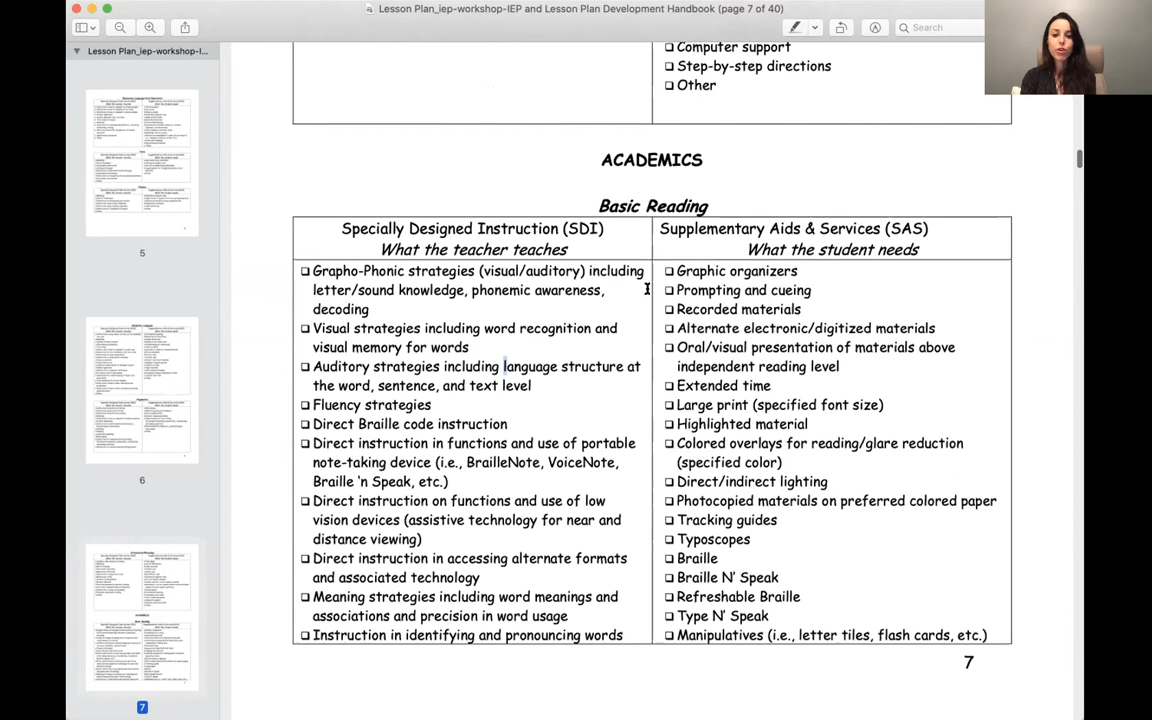 Lesson Plan_iep-workshop-IEP and Lesson Plan Development Handbook (page 7 of 40)
Search
Lesson Plan_iep-workshop-I...
5
6
7
Computer support
Step-by-step directions
Other
ACADEMICS
Basic Reading
Specially Designed Instruction (SDI)
What the teacher teaches
Grapho-Phonic strategies (visual/auditory) including
letter/sound knowledge, phonemic awareness,
decoding
Visual strategies including word recognition and
visual memory for words
Auditory strategies including language structure at
the word, sentence, and text level
Fluency strategies
Direct Braille code instruction
Direct instruction in functions and use of portable
note-taking device (i.e., BrailleNote, VoiceNote,
Braille 'n Speak, etc.)
Direct instruction on functions and use of low
vision devices (assistive technology for near and
distance viewing)
Direct instruction in accessing alternate formats
and associated technology
Meaning strategies including word meanings and
associations and precision in word usage
Instruction in identifying and pronouncing words
Supplementary Aids & Services (SAS)
What the student needs
Graphic organizers
Prompting and cueing
Recorded materials
Alternate electronic/digitized materials
Oral/visual presentation of materials above
independent reading level
Extended time
Large print (specified font size)
Highlighted material
Colored overlays for reading/glare reduction
(specified color)
Direct/indirect lighting
Photocopied materials on preferred colored paper
Tracking guides
Typoscopes
Braille
Braille N' Speak
Refreshable Braille
Type N' Speak
Manipulatives (i.e., letter tiles, flash cards, etc.)
7